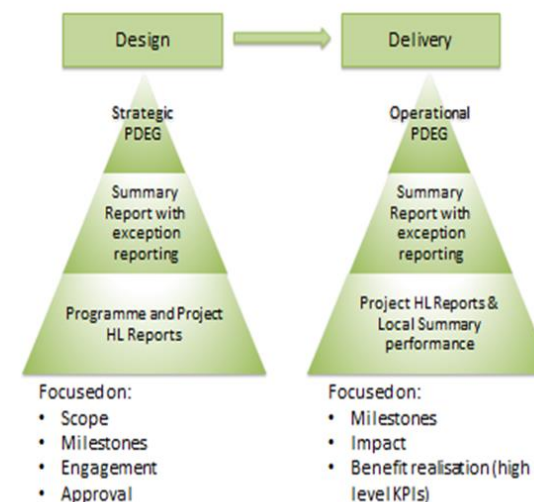 Design
Delivery
Strategic
PDEG
Summary
Report with
exception
reporting
Programme and Project
HL Reports
Operational
PDEG
Summary
Report with
exception
reporting
Project HL Reports &
Local Summary
performance
Focused on:
• Scope
• Milestones
• Engagement
• Approval
Focused on:
• Milestones
• Impact
• Benefit realisation (high
level KPIs)